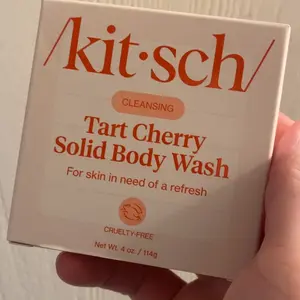 /kit·sch/
CLEANSING
Tart Cherry
Solid Body Wash
For skin in need of a refresh
CRUELTY-FREE
Net Wt. 4 oz. / 114g